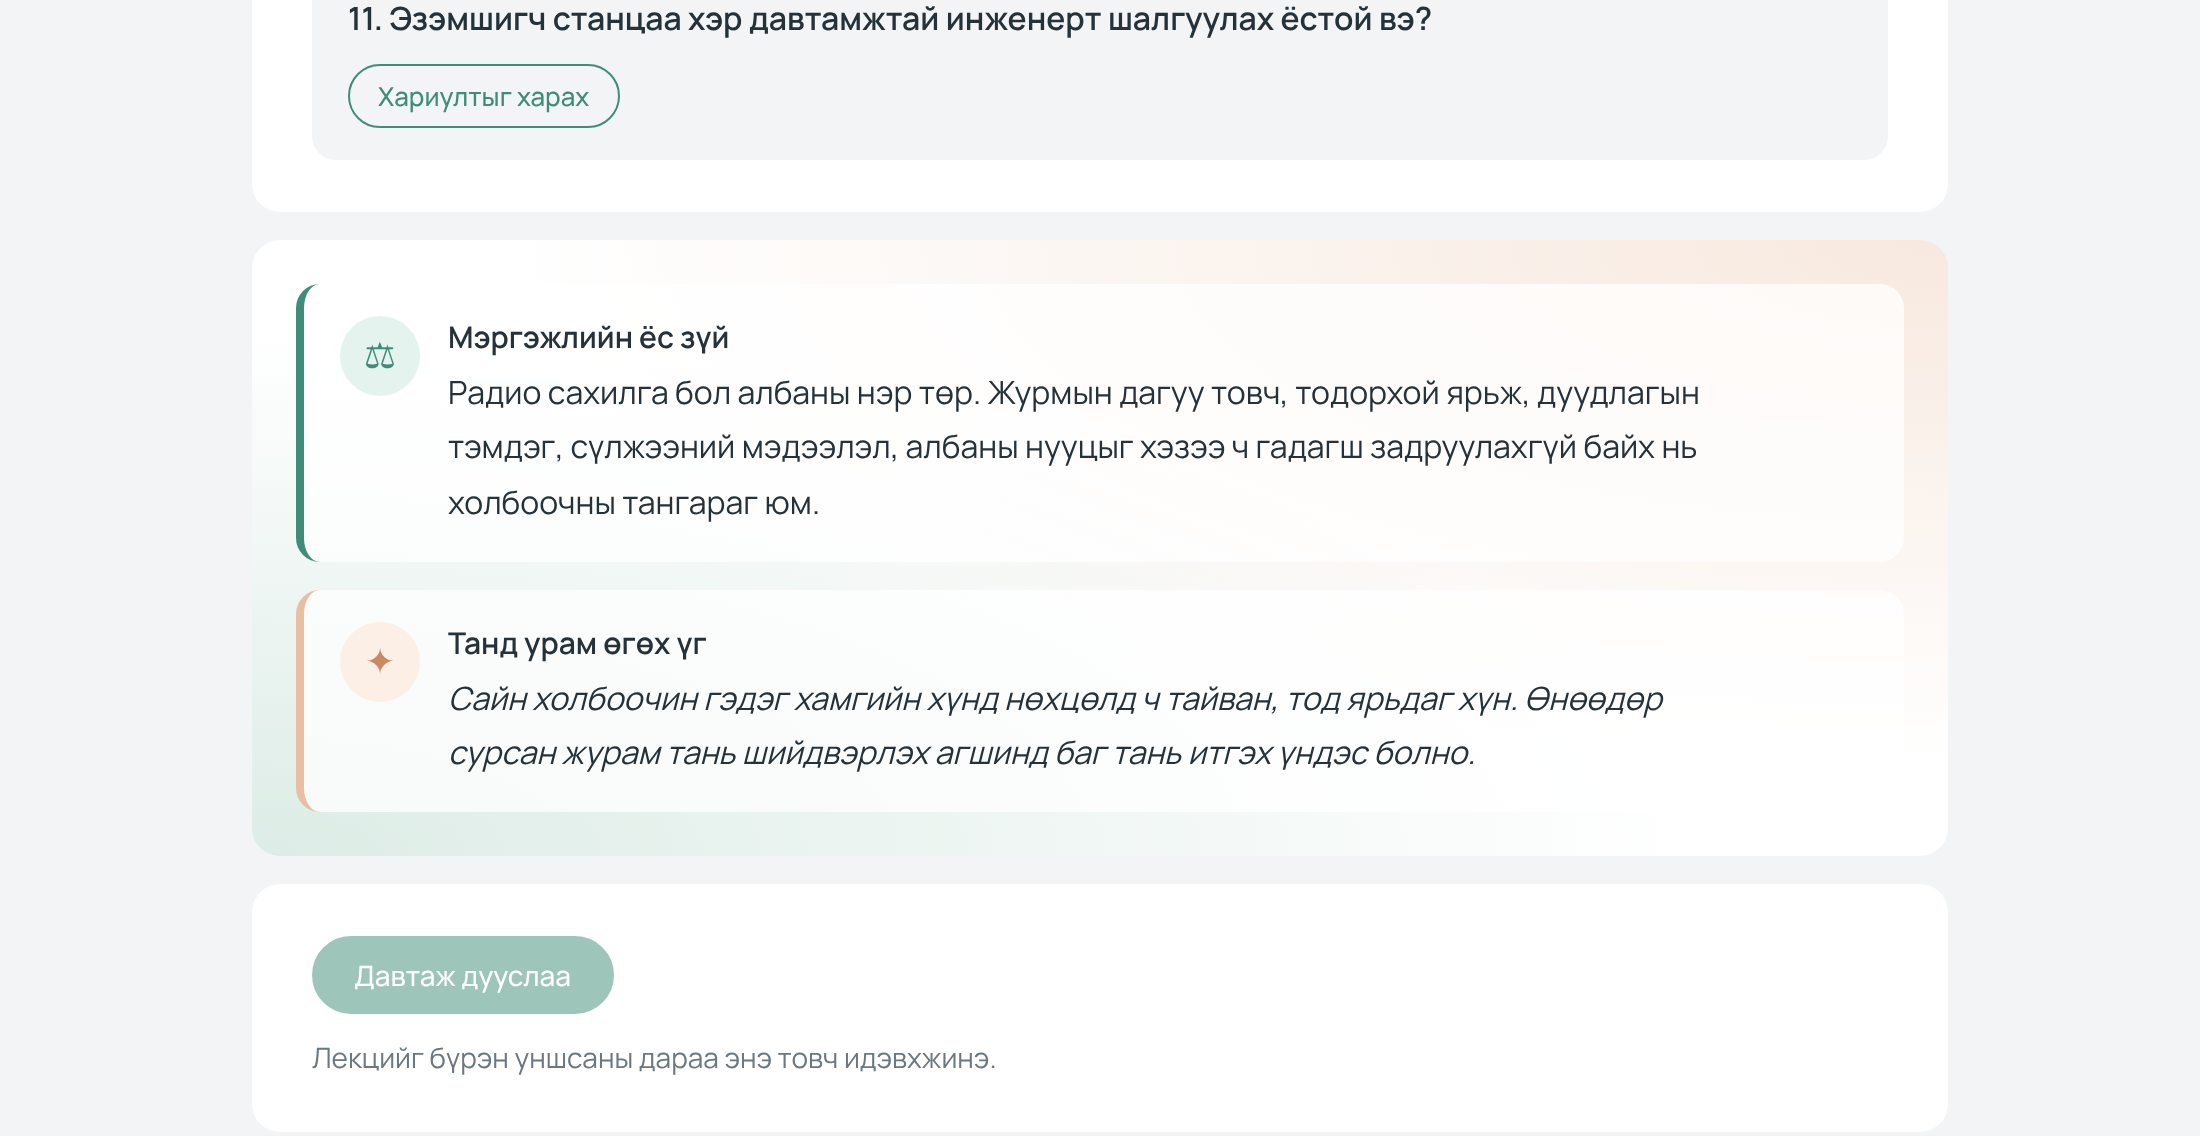 11. Эзэмшигч станцаа хэр давтамжтай инженерт шалгуулах ёстой вэ?
Хариултыг харах
Мэргэжлийн ёс зүй
Радио сахилга бол албаны нэр төр. Журмын дагуу товч, тодорхой ярьж, дуудлагын
тэмдэг, сүлжээний мэдээлэл, албаны нууцыг хэзээ ч гадагш задруулахгүй байх нь
холбоочны тангараг юм.
Танд урам өгөх үг
Сайн холбоочин гэдэг хамгийн хүнд нөхцөлд ч тайван, тод ярьдаг хүн. Өнөөдөр
сурсан журам тань шийдвэрлэх агшинд баг тань итгэх үндэс болно.
Давтаж дууслаа
Лекцийг бүрэн уншсаны дараа энэ товч идэвхжинэ.